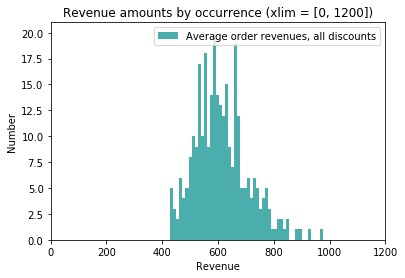 Revenue amounts by occurrence (xlim = [0, 1200])
Average order revenues, all discounts
20.0
17.5
15.0
12.5
10.0
7.5
5.0
2.5
0.0
Number
0 200 400 600 800 1000 1200
Revenue